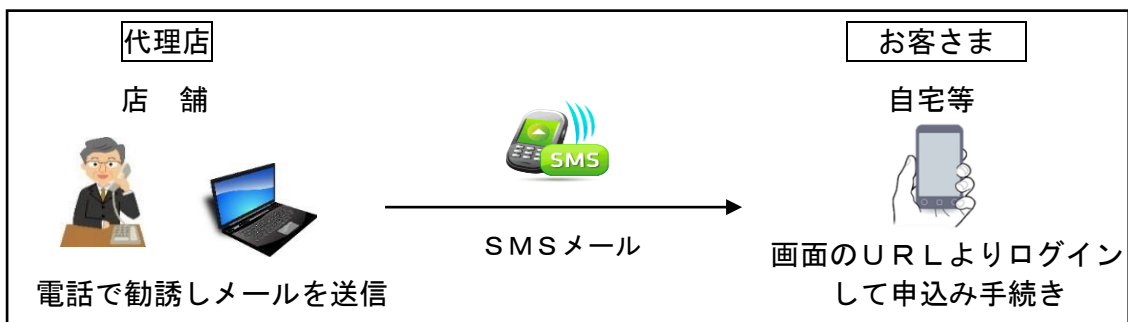 代理店
店　舗
電話で勧誘しメールを送信
SMS
ＳＭＳメール
お客さま
自宅等
画面のＵＲＬよりログイン
して申込み手続き